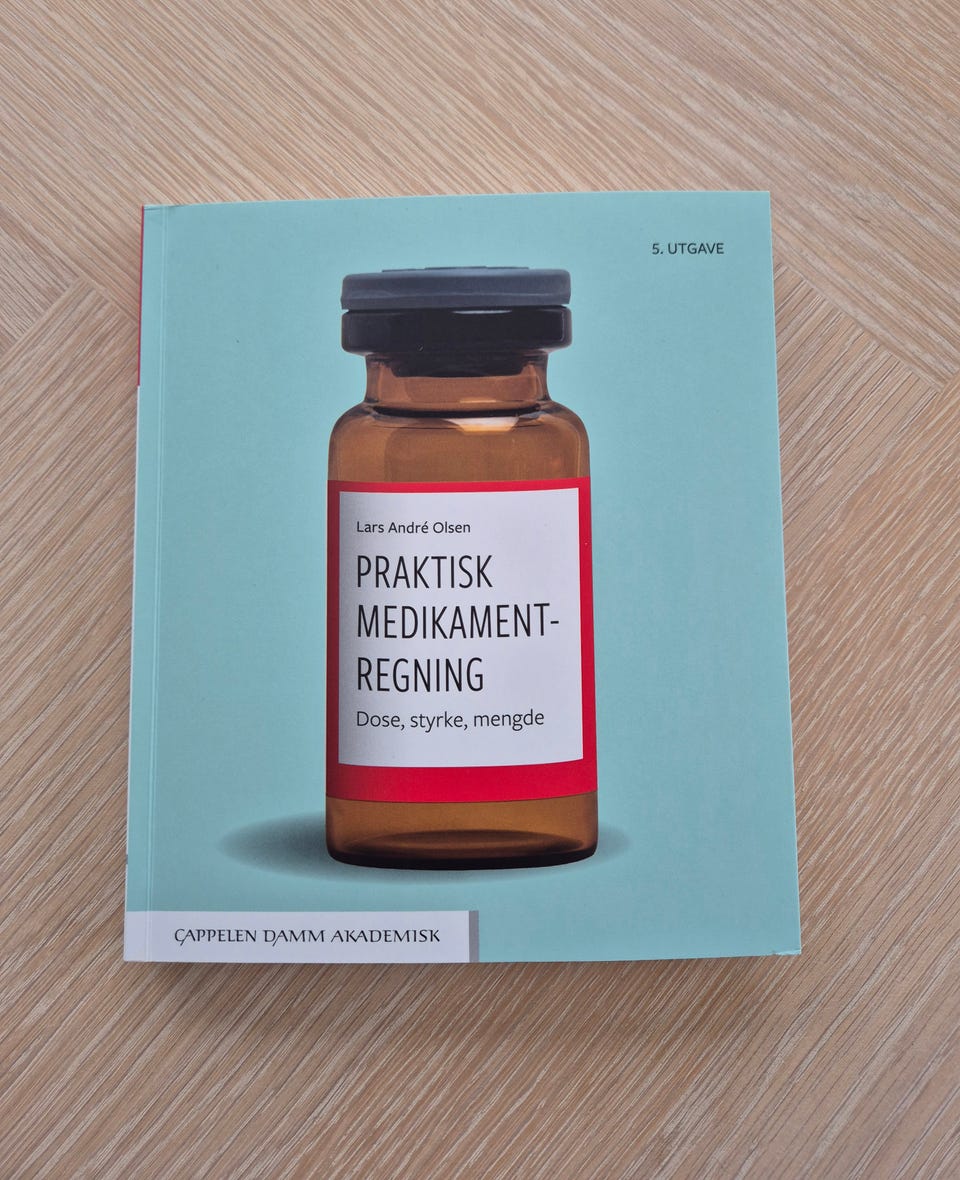 5. UTGAVE
Lars André Olsen
PRAKTISK
MEDIKAMENT-
REGNING
Dose, styrke, mengde
CAPPELEN DAMM AKADEMISK